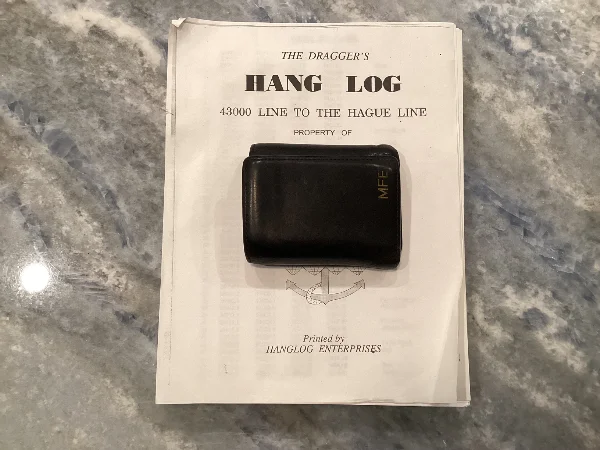 THE DRAGGER'S
HANG LOG
43000 LINE TO THE HAGUE LINE
PROPERTY OF
MFE
Printed by
HANGLOG ENTERPRISES